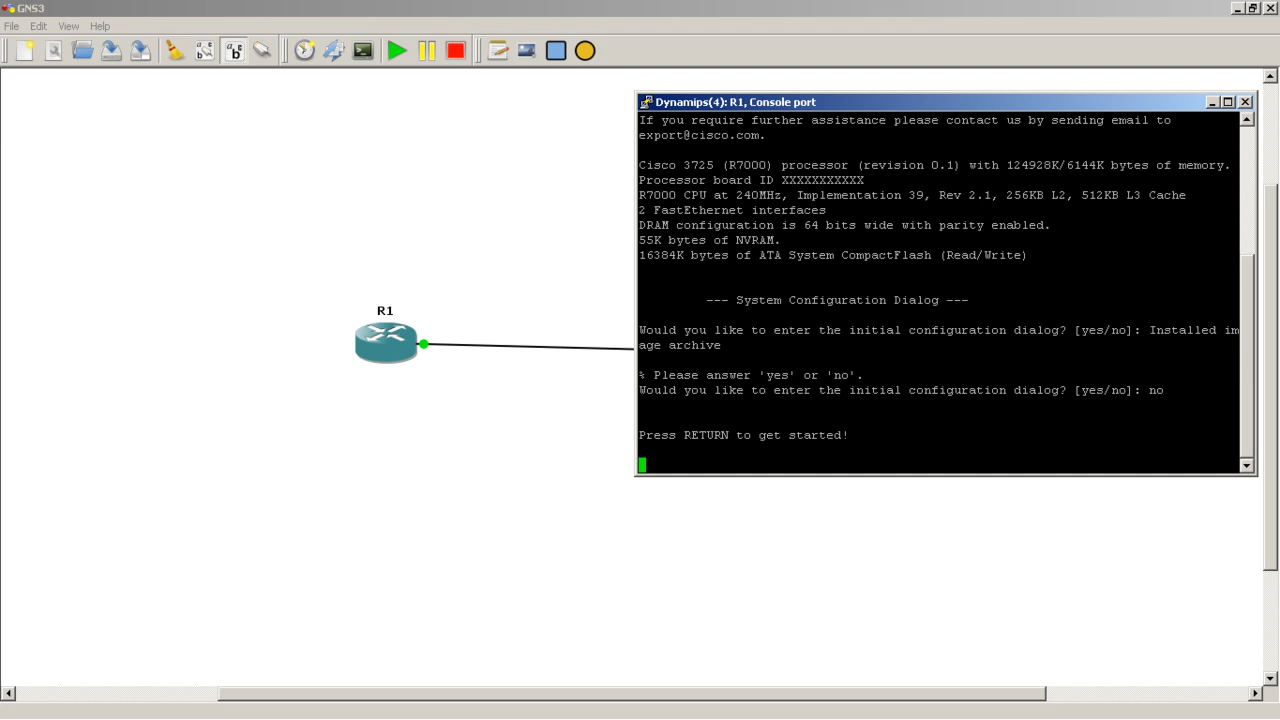 GNS3
File Edit View Help
Dynamips(4): R1, Console port
If you require further assistance please contact us by sending email to
export@cisco.com.
Cisco 3725 (R7000) processor (revision 0.1) with 124928K/6144K bytes of memory.
Processor board ID XXXXXXXXXXX
R7000 CPU at 240MHz, Implementation 39, Rev 2.1, 256KB L2, 512KB L3 Cache
2 FastEthernet interfaces
DRAM configuration is 64 bits wide with parity enabled.
55K bytes of NVRAM.
16384K bytes of ATA System CompactFlash (Read/Write)
--- System Configuration Dialog ---
Would you like to enter the initial configuration dialog? [yes/no]: Installed im
age archive
% Please answer 'yes' or 'no'.
Would you like to enter the initial configuration dialog? [yes/no]: no
Press RETURN to get started!
R1